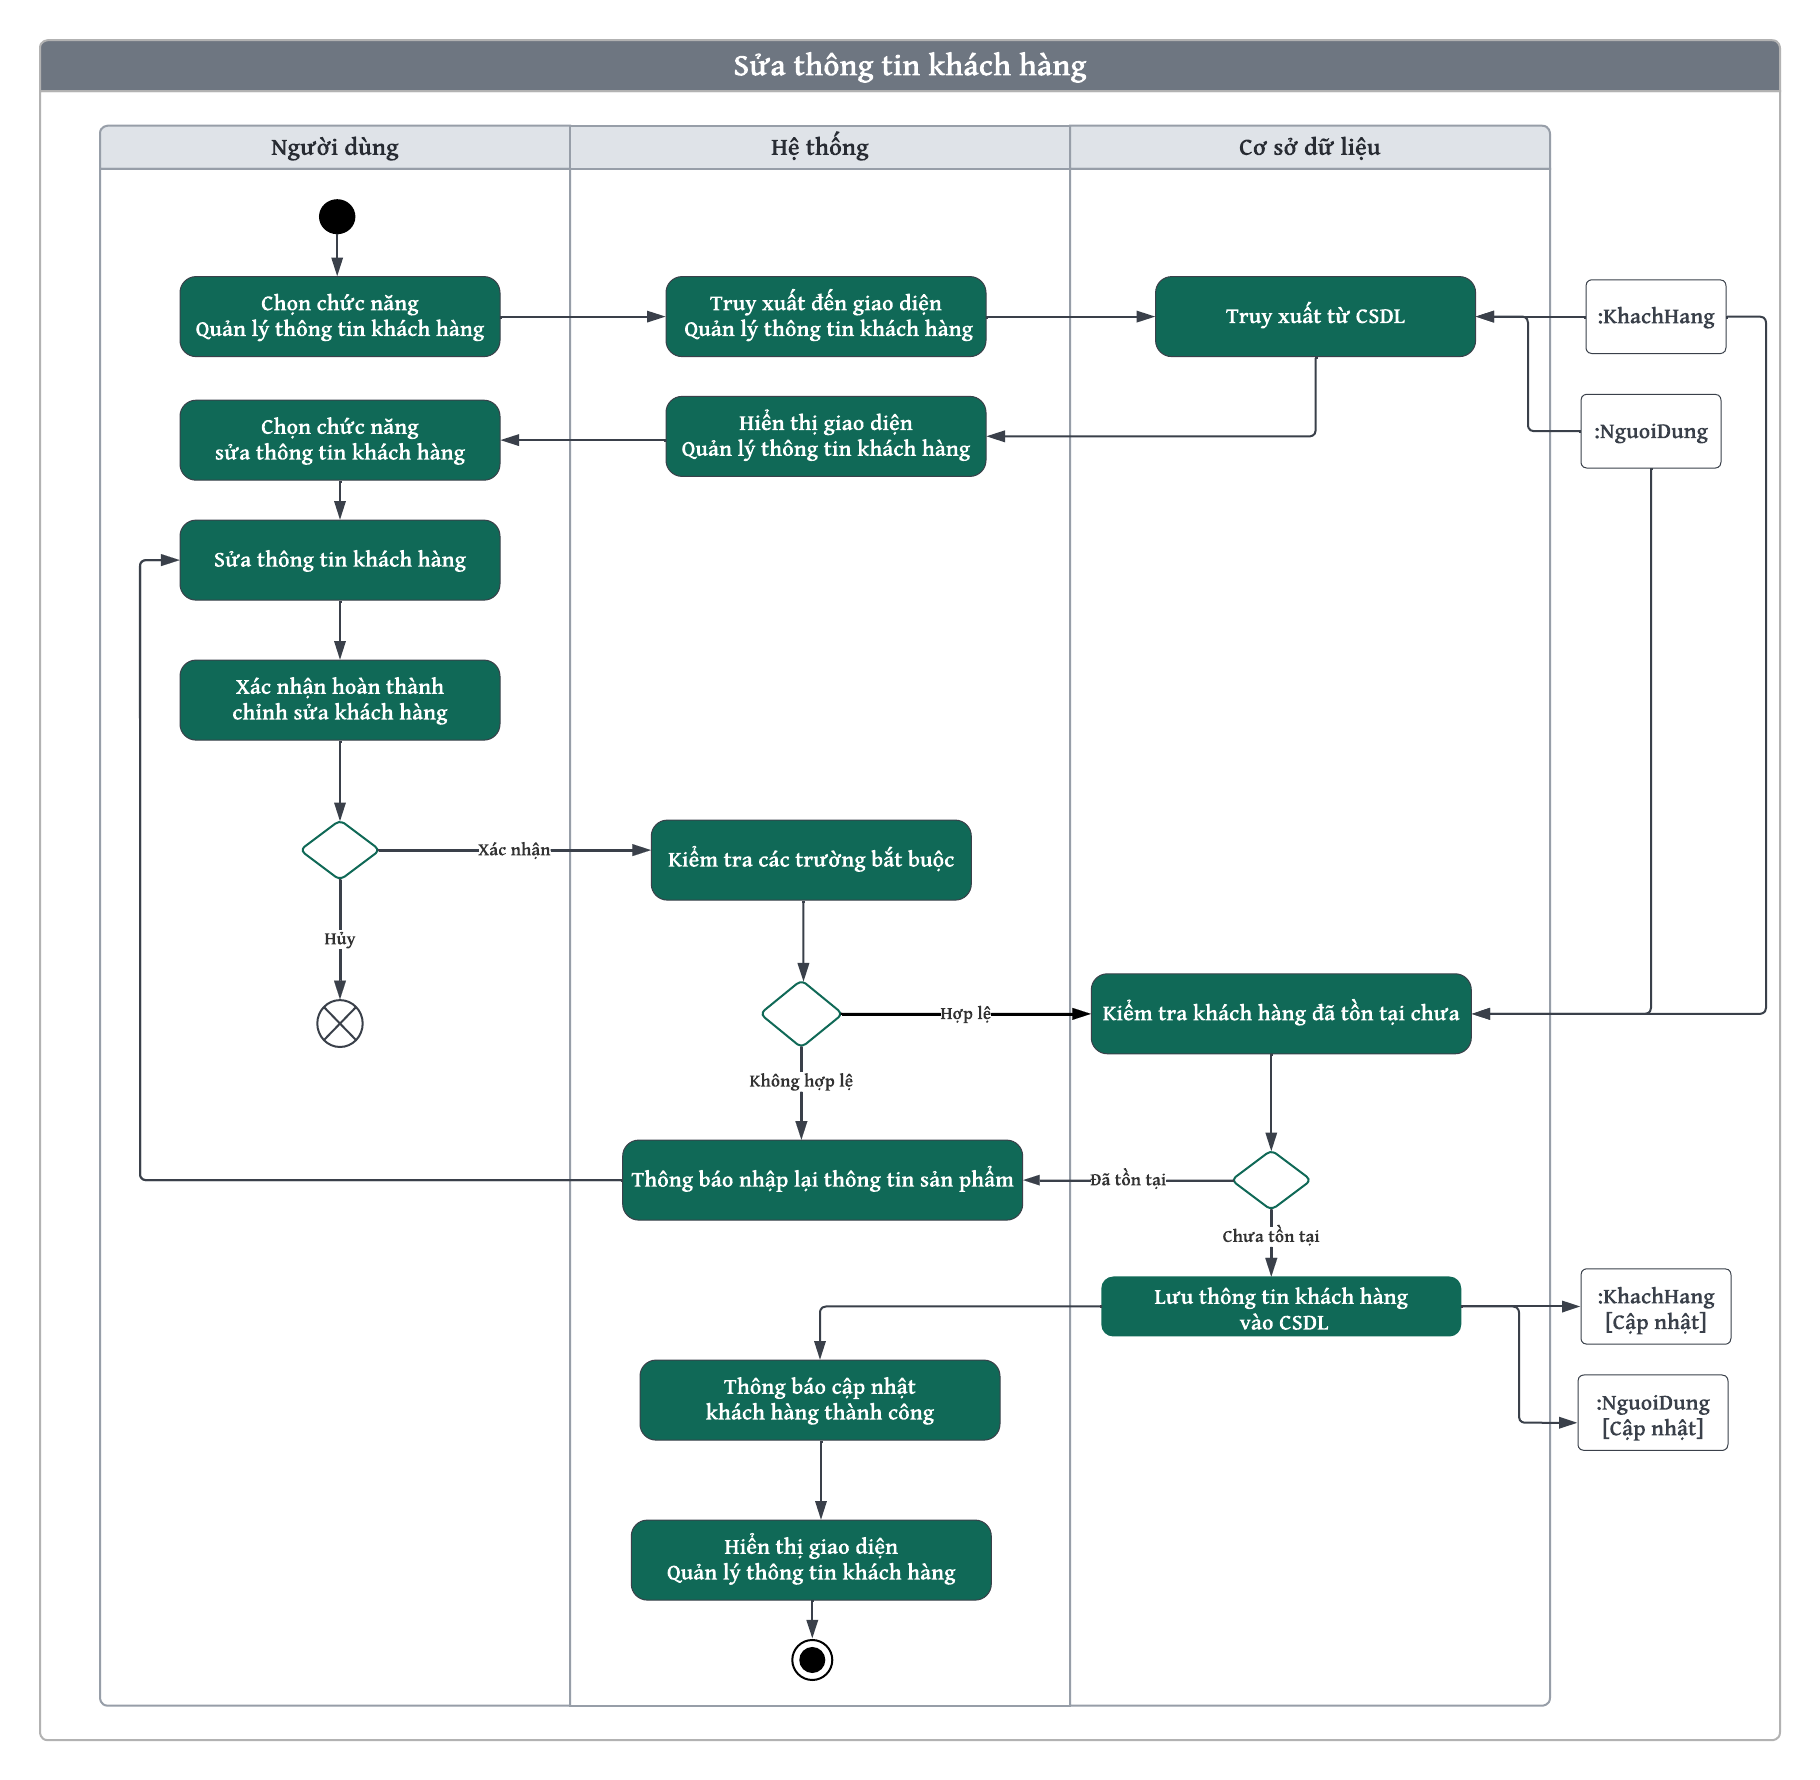 Sửa thông tin khách hàng
Người dùng
Hệ thống
Cơ sở dữ liệu
Chọn chức năng
Quản lý thông tin khách hàng
Truy xuất đến giao diện
Quản lý thông tin khách hàng
Truy xuất từ CSDL
:KhachHang
Chọn chức năng
sửa thông tin khách hàng
Hiển thị giao diện
Quản lý thông tin khách hàng
:NguoiDung
Sửa thông tin khách hàng
Xác nhận hoàn thành
chỉnh sửa khách hàng
Xác nhận
Kiểm tra các trường bắt buộc
Hủy
Hợp lệ
Kiểm tra khách hàng đã tồn tại chưa
Không hợp lệ
Thông báo nhập lại thông tin sản phẩm
Đã tồn tại
Chưa tồn tại
Lưu thông tin khách hàng
vào CSDL
:KhachHang
[Cập nhật]
Thông báo cập nhật
khách hàng thành công
:NguoiDung
[Cập nhật]
Hiển thị giao diện
Quản lý thông tin khách hàng